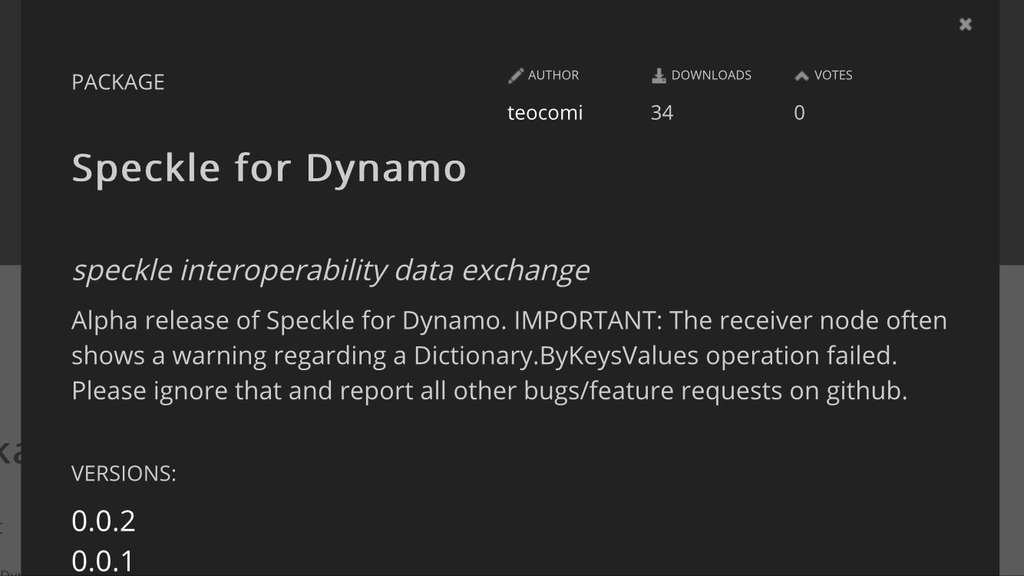 PACKAGE
AUTHOR
teocomi
DOWNLOADS
34
VOTES
0
Speckle for Dynamo
speckle interoperability data exchange
Alpha release of Speckle for Dynamo. IMPORTANT: The receiver node often
shows a warning regarding a Dictionary.ByKeysValues operation failed.
Please ignore that and report all other bugs/feature requests on github.
VERSIONS:
0.0.2
0.0.1